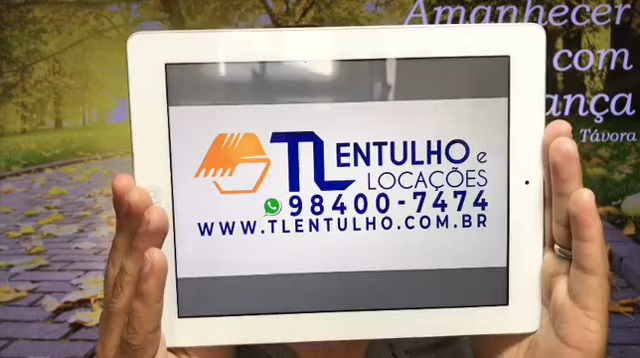 Amanhecer
com
ança
Távora
TL ENTULHO e
LOCAÇÕES
98400-7474
WWW.TLENTULHO.COM.BR